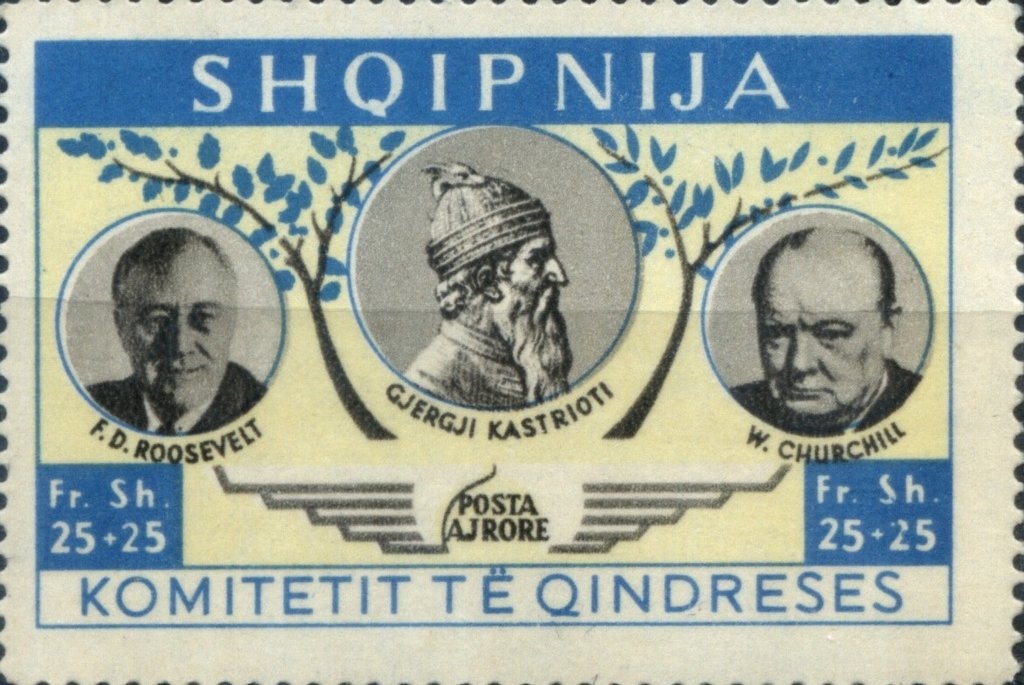 SHQIPNIJA
F. D. ROOSEVELT
GJERGJI KASTRIOTI
W. CHURCHILL
Fr. Sh.
25+25
POSTA
AJRORE
Fr. Sh.
25+25
KOMITETIT TË QINDRESES